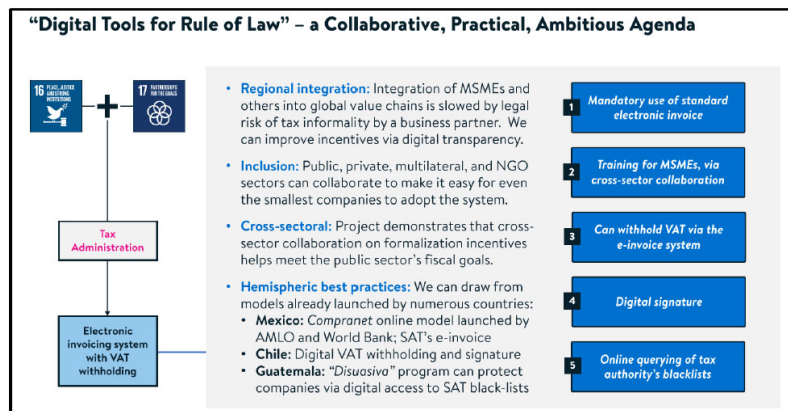 “Digital Tools for Rule of Law” – a Collaborative, Practical, Ambitious Agenda
16 PEACE, JUSTICE
AND STRONG
INSTITUTIONS
17 PARTNERSHIPS
FOR THE GOALS
+
Tax
Administration
Electronic
invoicing system
with VAT
withholding
• Regional integration: Integration of MSMEs and
others into global value chains is slowed by legal
risk of tax informality by a business partner. We
can improve incentives via digital transparency.
• Inclusion: Public, private, multilateral, and NGO
sectors can collaborate to make it easy for even
the smallest companies to adopt the system.
• Cross-sectoral: Project demonstrates that cross-
sector collaboration on formalization incentives
helps meet the public sector’s fiscal goals.
• Hemispheric best practices: We can draw from
models already launched by numerous countries:
• Mexico: Compranet online model launched by
AMLO and World Bank; SAT’s e-invoice
• Chile: Digital VAT withholding and signature
• Guatemala: “Disuasiva” program can protect
companies via digital access to SAT black-lists
1 Mandatory use of standard
electronic invoice
2 Training for MSMEs, via
cross-sector collaboration
3 Can withhold VAT via the
e-invoice system
4 Digital signature
5 Online querying of tax
authority’s blacklists